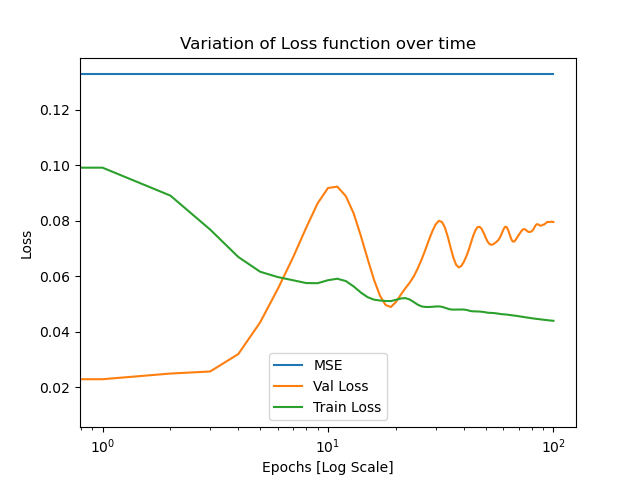 Variation of Loss function over time
Loss
0.12
0.10
0.08
0.06
0.04
0.02
MSE
Val Loss
Train Loss
10⁰
10¹
10²
Epochs [Log Scale]